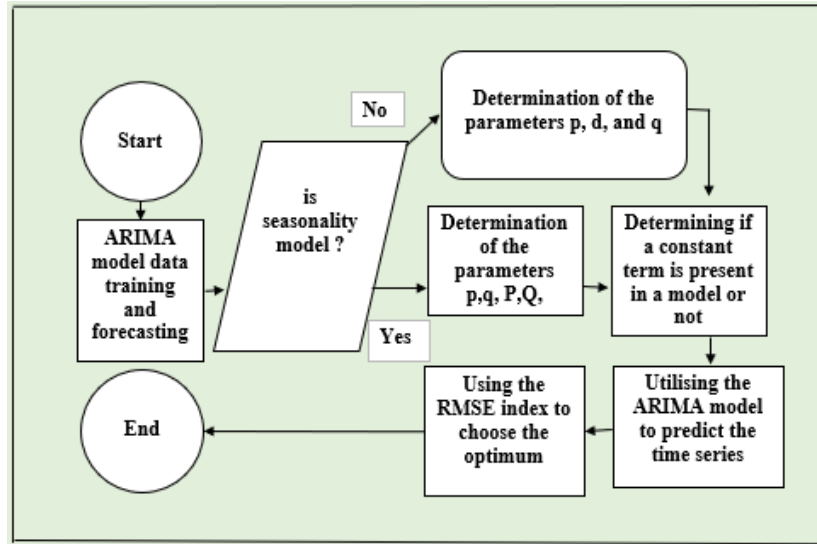 Start
ARIMA
model data
training
and
forecasting
is
seasonality
model ?
No
Determination of the
parameters p, d, and q
Yes
Determination
of the
parameters
p,q, P,Q,
Determining if
a constant
term is present
in a model or
not
Utilising the
ARIMA model
to predict the
time series
Using the
RMSE index to
choose the
optimum
End